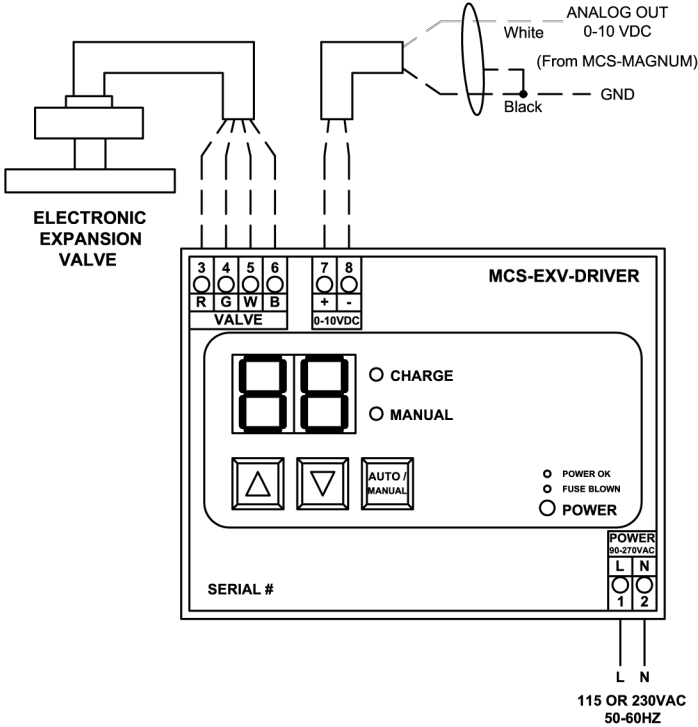 ANALOG OUT
0-10 VDC
White
(From MCS-MAGNUM)
GND
Black
ELECTRONIC
EXPANSION
VALVE
3 4 5 6 7 8
R G W B + -
VALVE 0-10VDC
MCS-EXV-DRIVER
88
CHARGE
MANUAL
AUTO /
MANUAL
POWER OK
FUSE BLOWN
POWER
POWER
90-270VAC
L N
1 2
SERIAL #
L N
115 OR 230VAC
50-60HZ